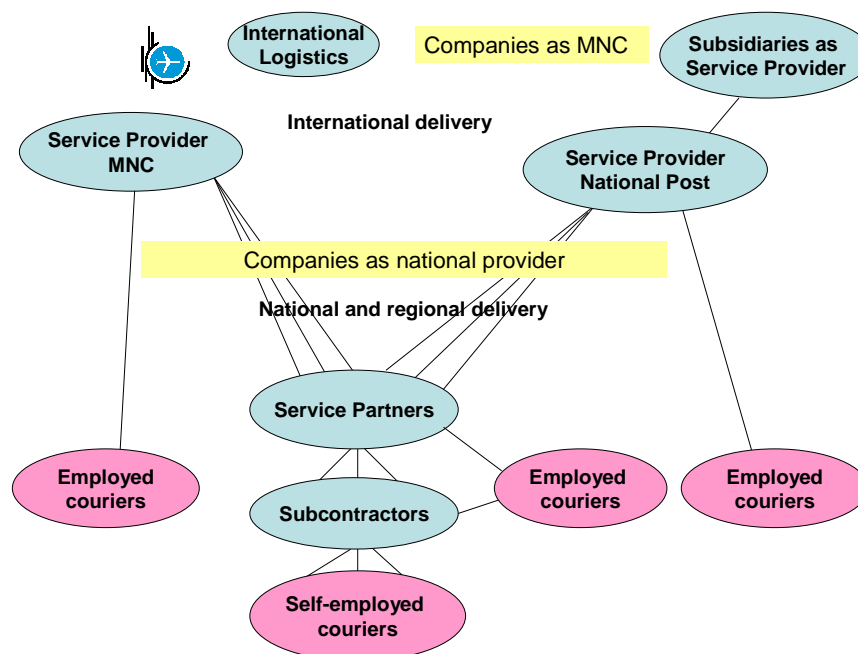 International
Logistics
Companies as MNC
Subsidiaries as
Service Provider
International delivery
Service Provider
MNC
Service Provider
National Post
Companies as national provider
National and regional delivery
Service Partners
Employed
couriers
Subcontractors
Employed
couriers
Employed
couriers
Self-employed
couriers